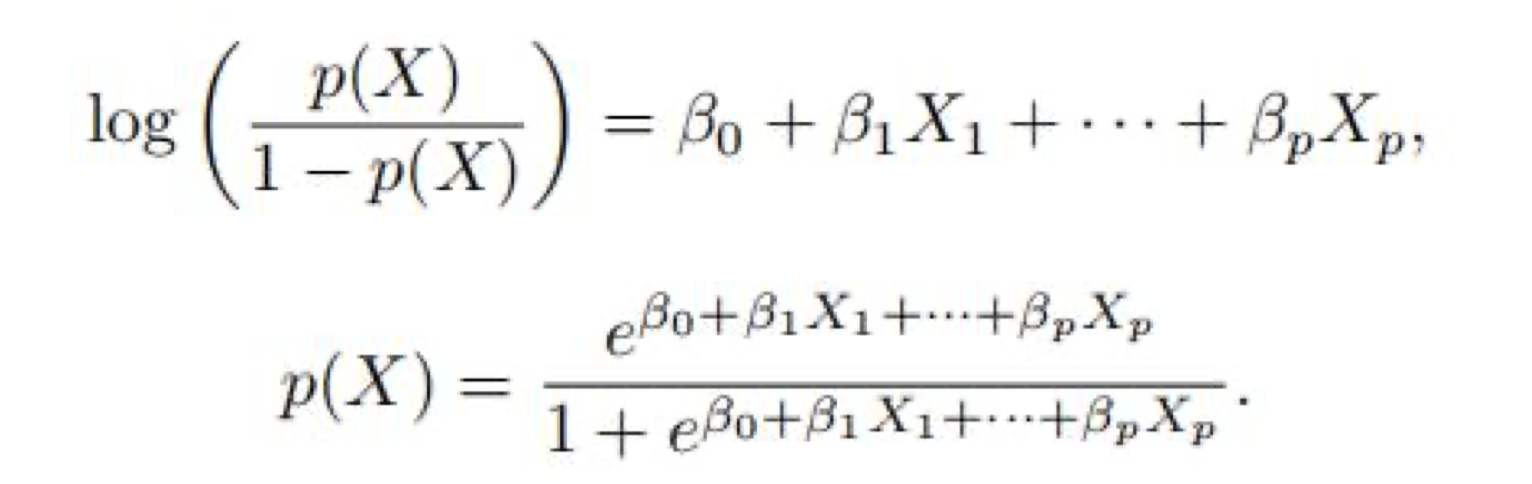 log ( p(X) / (1 − p(X)) ) = β₀ + β₁X₁ + ⋯ + βₚXₚ,
p(X) = e^(β₀+β₁X₁+⋯+βₚXₚ) / (1 + e^(β₀+β₁X₁+⋯+βₚXₚ)).